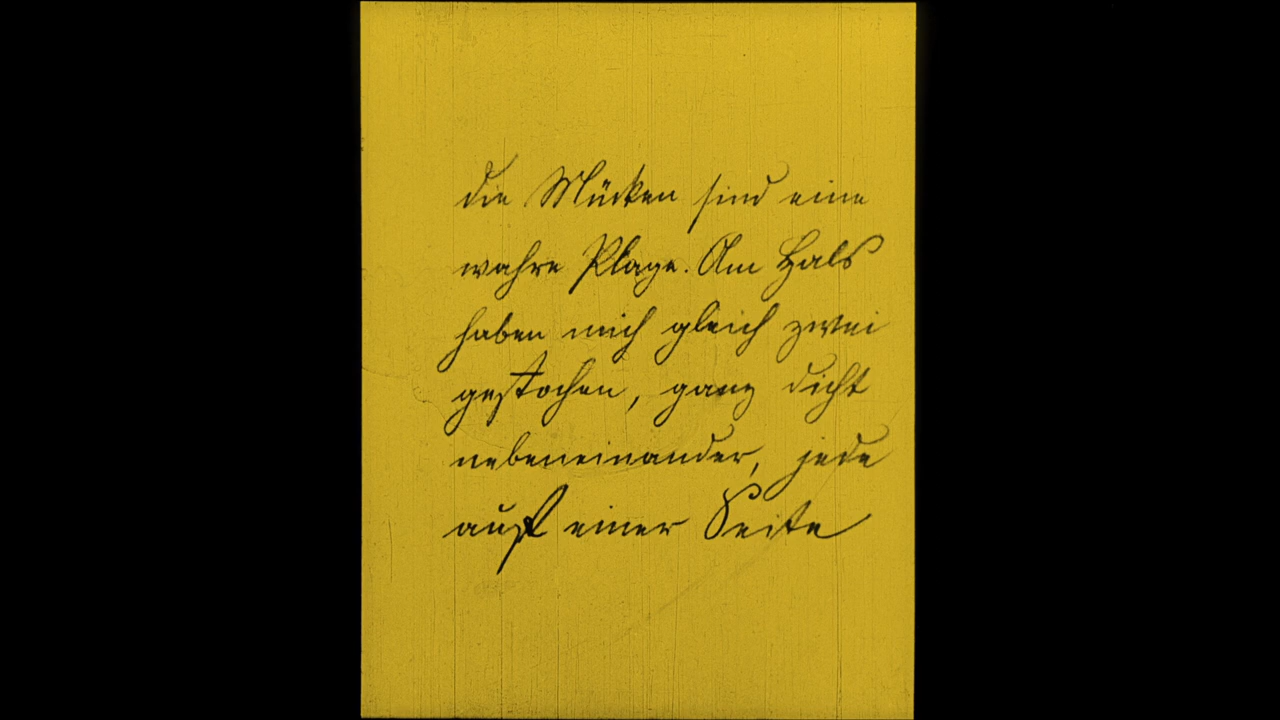 die Mücken sind eine
wahre Plage. Am Hals
haben mich gleich zwei
gestochen, ganz dicht
nebeneinander, jede
auf einer Seite